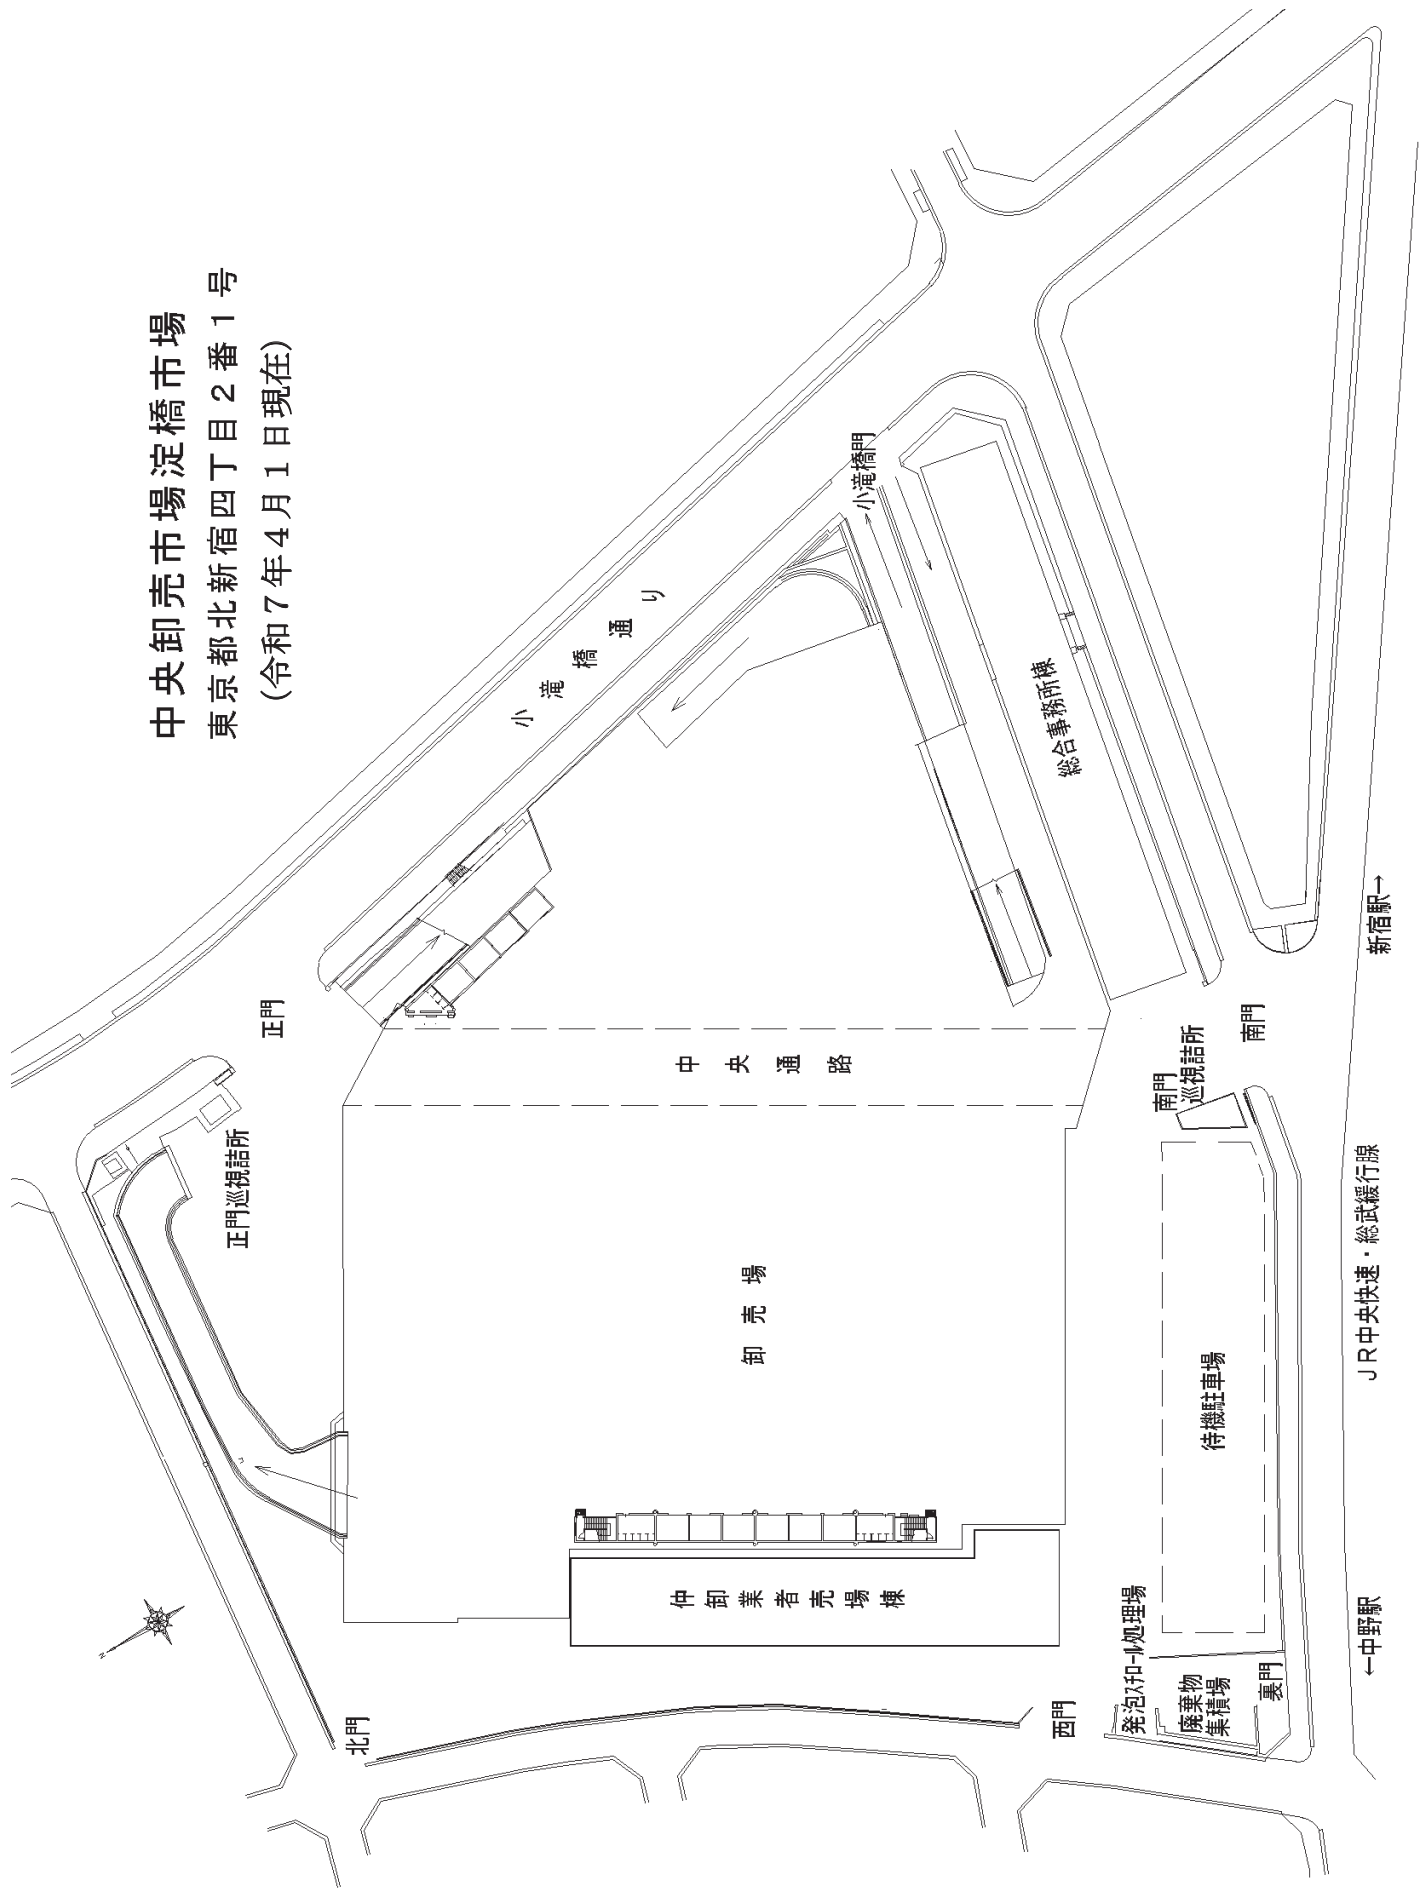 中央卸売市場淀橋市場
東京都北新宿四丁目２番１号
(令和７年４月１日現在)
小滝橋通り
小滝橋門
総合事務所棟
正門
正門巡視詰所
中央通路
南門
巡視詰所
南門
卸売場
待機駐車場
仲卸業者売場棟
発泡ｽﾁﾛｰﾙ処理場
廃棄物
集積場
裏門
西門
北門
N
新宿駅→
ＪＲ中央快速・総武緩行線
←中野駅